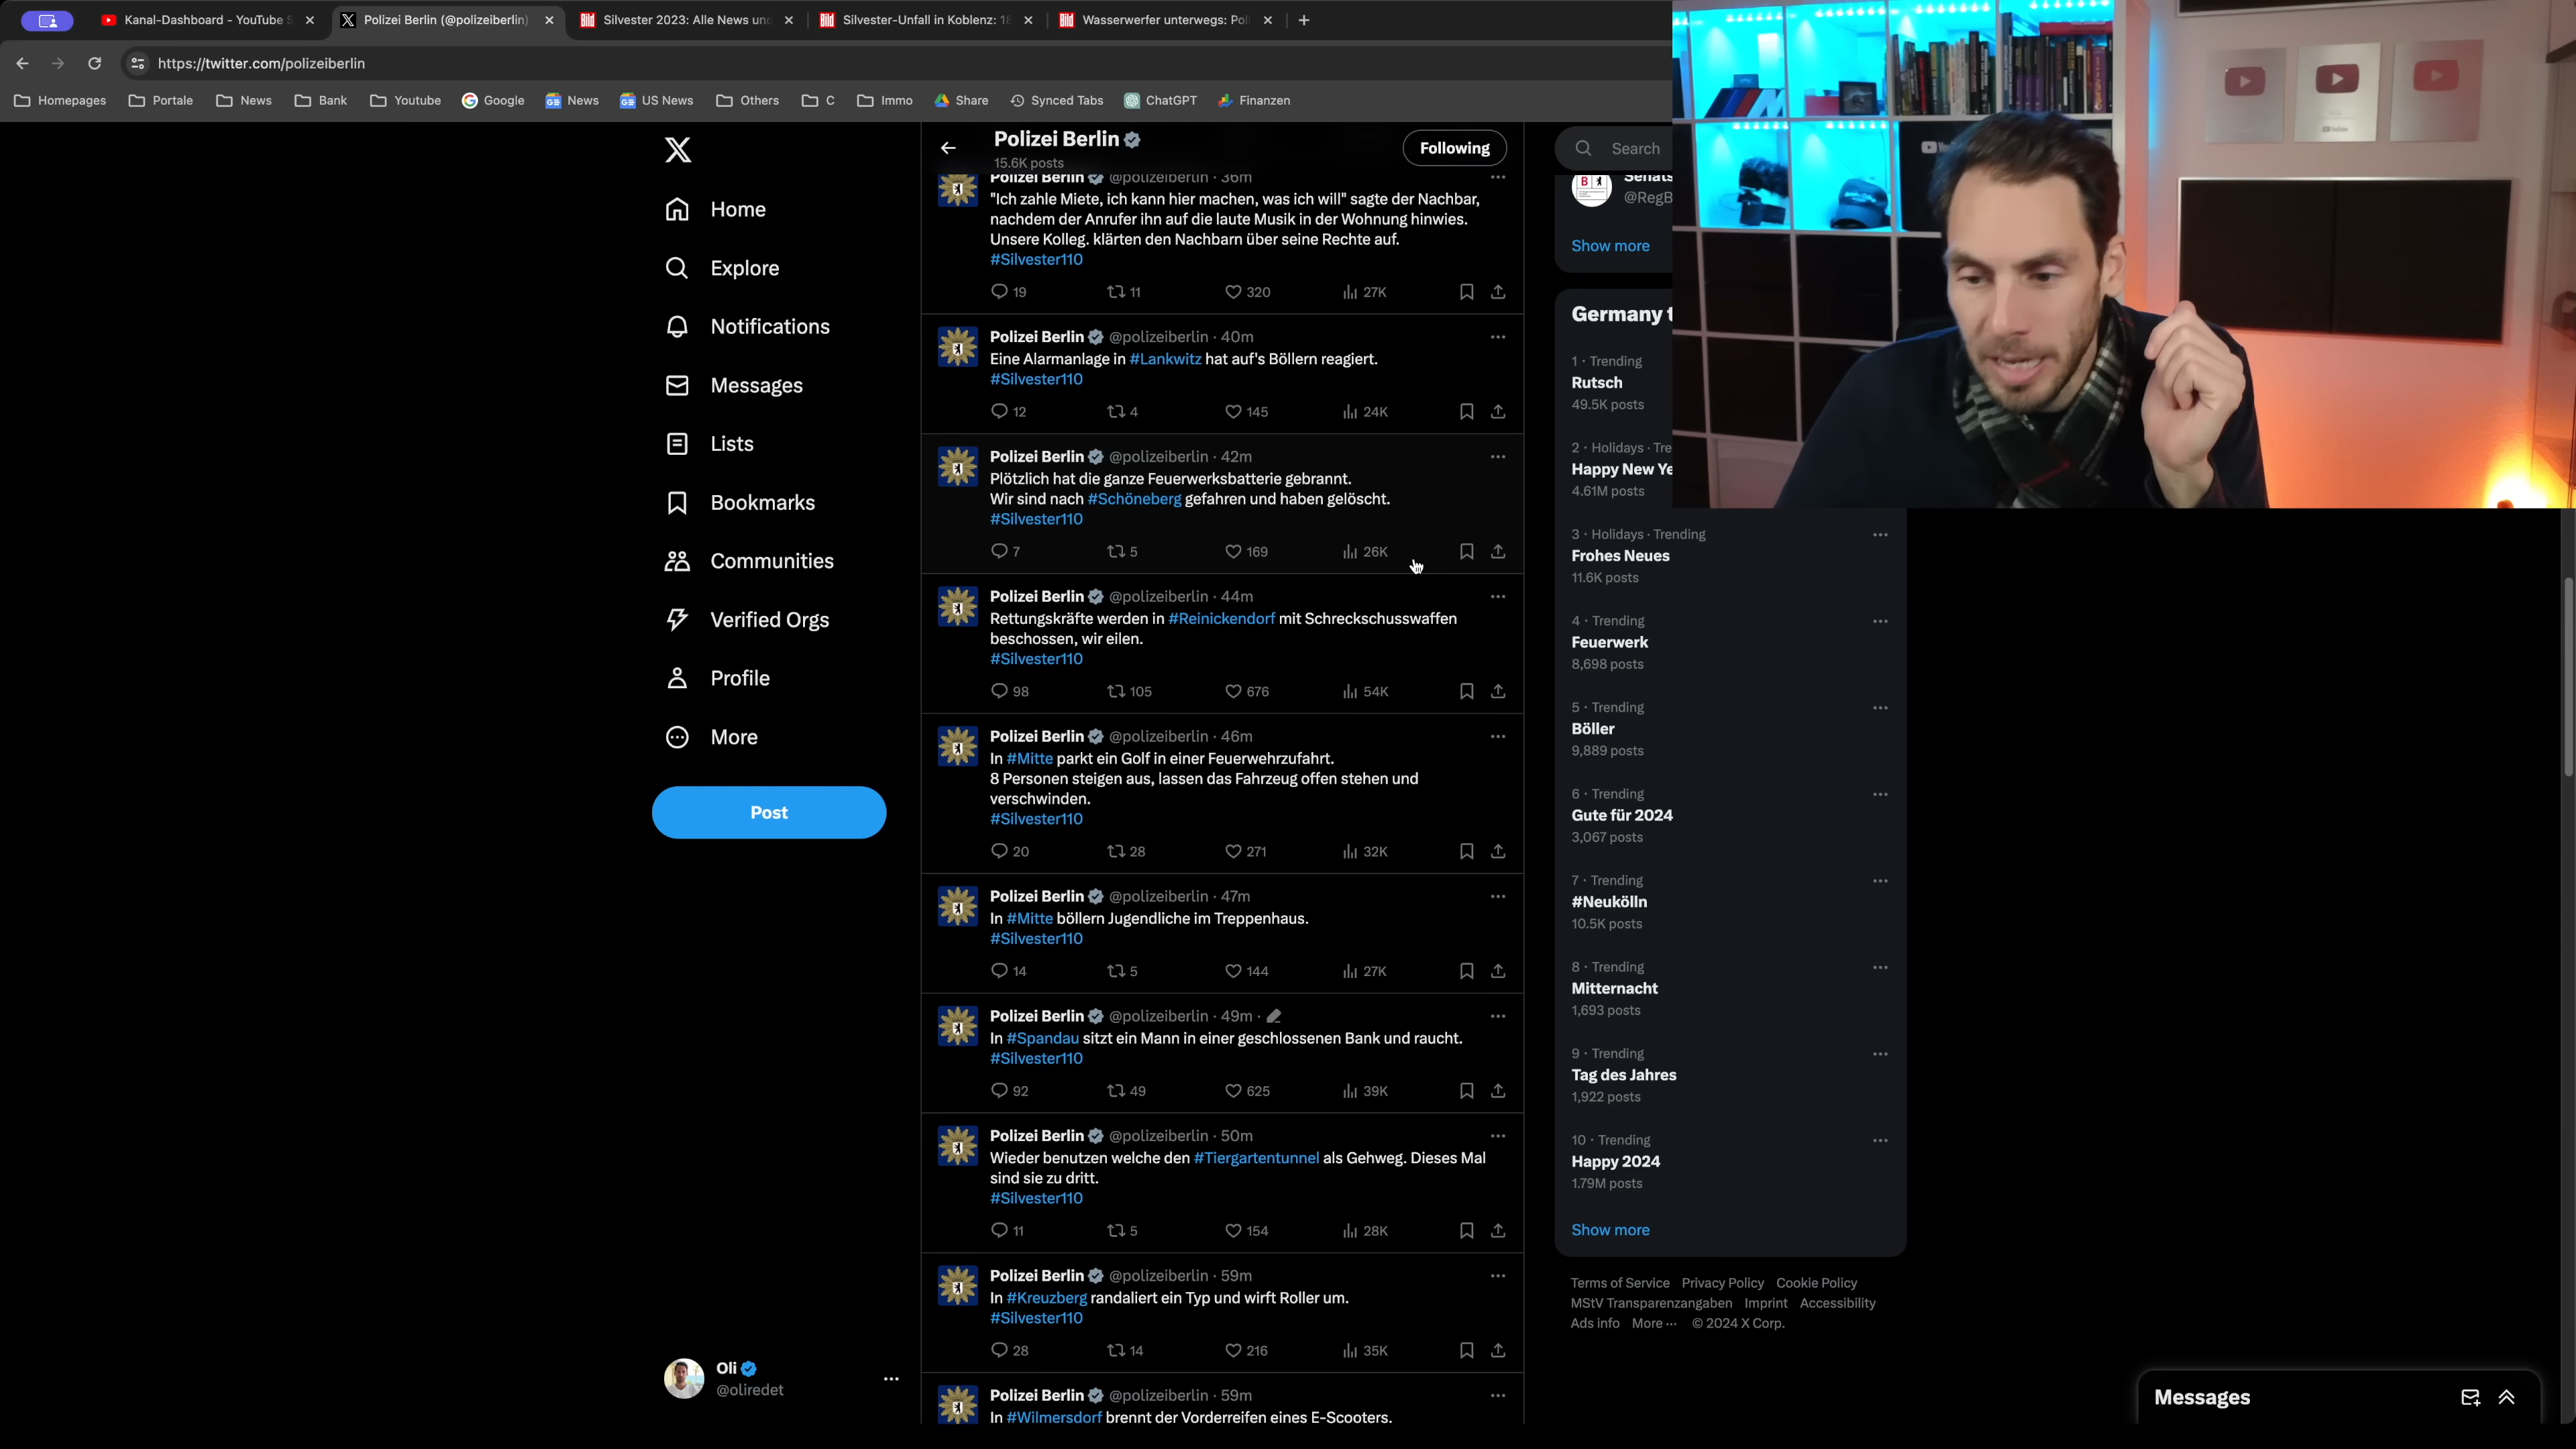 Kanal-Dashboard - YouTube S
Polizei Berlin (@polizeiberlin)
Silvester 2023: Alle News und
Silvester-Unfall in Koblenz: 18
Wasserwerfer unterwegs: Poli
https://twitter.com/polizeiberlin
Homepages
Portale
News
Bank
Youtube
Google
News
US News
Others
C
Immo
Share
Synced Tabs
ChatGPT
Finanzen
Home
Explore
Notifications
Messages
Lists
Bookmarks
Communities
Verified Orgs
Profile
More
Post
Oli
@oliredet
Polizei Berlin
15.6K posts
Following
Polizei Berlin @polizeiberlin · 36m
"Ich zahle Miete, ich kann hier machen, was ich will" sagte der Nachbar,
nachdem der Anrufer ihn auf die laute Musik in der Wohnung hinwies.
Unsere Kolleg. klärten den Nachbarn über seine Rechte auf.
#Silvester110
19 11 320 27K
Polizei Berlin @polizeiberlin · 40m
Eine Alarmanlage in #Lankwitz hat auf's Böllern reagiert.
#Silvester110
12 4 145 24K
Polizei Berlin @polizeiberlin · 42m
Plötzlich hat die ganze Feuerwerksbatterie gebrannt.
Wir sind nach #Schöneberg gefahren und haben gelöscht.
#Silvester110
7 5 169 26K
Polizei Berlin @polizeiberlin · 44m
Rettungskräfte werden in #Reinickendorf mit Schreckschusswaffen
beschossen, wir eilen.
#Silvester110
98 105 676 54K
Polizei Berlin @polizeiberlin · 46m
In #Mitte parkt ein Golf in einer Feuerwehrzufahrt.
8 Personen steigen aus, lassen das Fahrzeug offen stehen und
verschwinden.
#Silvester110
20 28 271 32K
Polizei Berlin @polizeiberlin · 47m
In #Mitte böllern Jugendliche im Treppenhaus.
#Silvester110
14 5 144 27K
Polizei Berlin @polizeiberlin · 49m ·
In #Spandau sitzt ein Mann in einer geschlossenen Bank und raucht.
#Silvester110
92 49 625 39K
Polizei Berlin @polizeiberlin · 50m
Wieder benutzen welche den #Tiergartentunnel als Gehweg. Dieses Mal
sind sie zu dritt.
#Silvester110
11 5 154 28K
Polizei Berlin @polizeiberlin · 59m
In #Kreuzberg randaliert ein Typ und wirft Roller um.
#Silvester110
28 14 216 35K
Polizei Berlin @polizeiberlin · 59m
In #Wilmersdorf brennt der Vorderreifen eines E-Scooters.
Search
Senats
@RegB
Show more
Germany t
1 · Trending
Rutsch
49.5K posts
2 · Holidays · Tre
Happy New Ye
4.61M posts
3 · Holidays · Trending
Frohes Neues
11.6K posts
4 · Trending
Feuerwerk
8,698 posts
5 · Trending
Böller
9,889 posts
6 · Trending
Gute für 2024
3,067 posts
7 · Trending
#Neukölln
10.5K posts
8 · Trending
Mitternacht
1,693 posts
9 · Trending
Tag des Jahres
1,922 posts
10 · Trending
Happy 2024
1.79M posts
Show more
Terms of Service Privacy Policy Cookie Policy
MStV Transparenzangaben Imprint Accessibility
Ads info More ··· © 2024 X Corp.
Messages